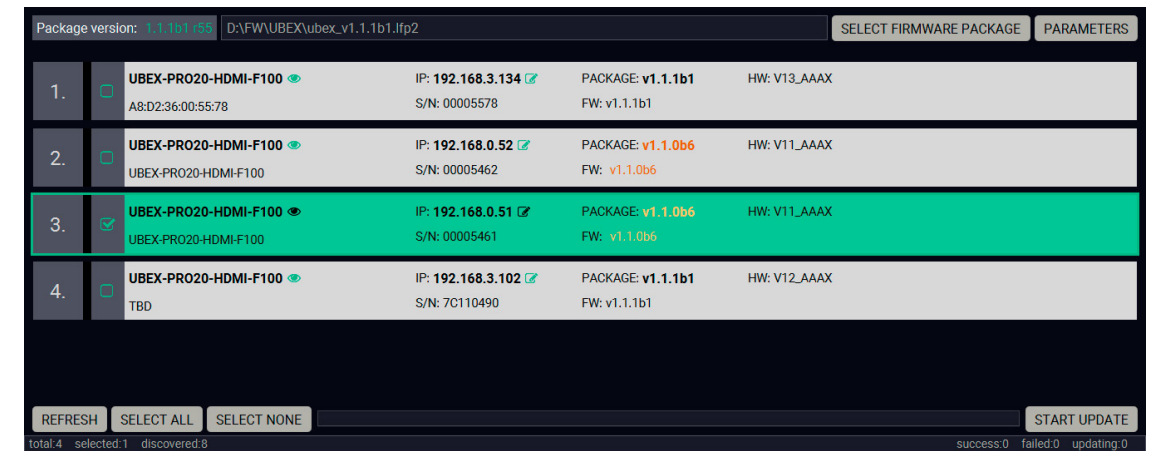 Package version: 1.1.1b1 r55 D:\FW\UBEX\ubex_v1.1.1b1.lfp2 SELECT FIRMWARE PACKAGE PARAMETERS
1. UBEX-PRO20-HDMI-F100 IP: 192.168.3.134 PACKAGE: v1.1.1b1 HW: V13_AAAX
A8:D2:36:00:55:78 S/N: 00005578 FW: v1.1.1b1
2. UBEX-PRO20-HDMI-F100 IP: 192.168.0.52 PACKAGE: v1.1.0b6 HW: V11_AAAX
UBEX-PRO20-HDMI-F100 S/N: 00005462 FW: v1.1.0b6
3. UBEX-PRO20-HDMI-F100 IP: 192.168.0.51 PACKAGE: v1.1.0b6 HW: V11_AAAX
UBEX-PRO20-HDMI-F100 S/N: 00005461 FW: v1.1.0b6
4. UBEX-PRO20-HDMI-F100 IP: 192.168.3.102 PACKAGE: v1.1.1b1 HW: V12_AAAX
TBD S/N: 7C110490 FW: v1.1.1b1
REFRESH SELECT ALL SELECT NONE START UPDATE
total:4 selected:1 discovered:8 success:0 failed:0 updating:0